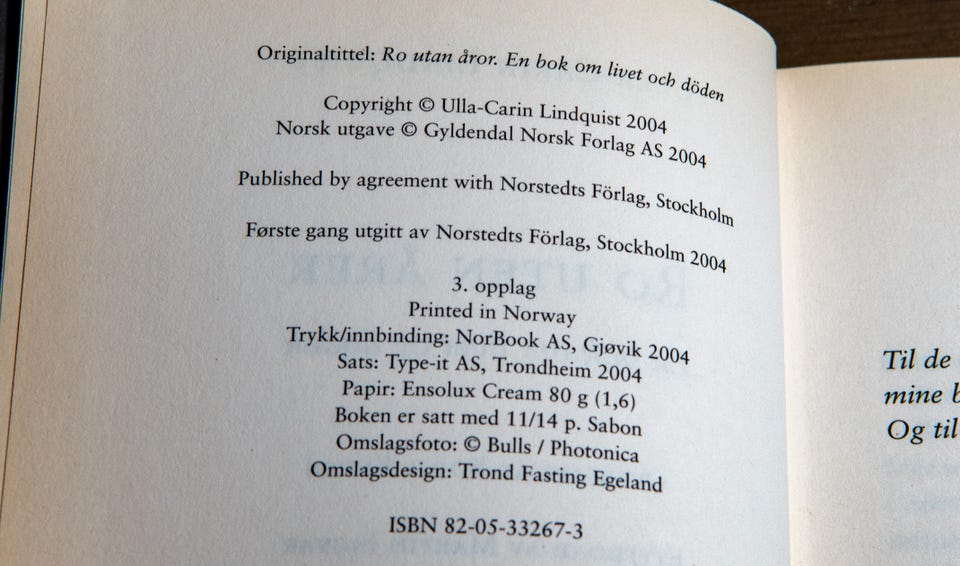 Originaltittel: Ro utan åror. En bok om livet och döden
Copyright © Ulla-Carin Lindquist 2004
Norsk utgave © Gyldendal Norsk Forlag AS 2004
Published by agreement with Norstedts Förlag, Stockholm
Første gang utgitt av Norstedts Förlag, Stockholm 2004
3. opplag
Printed in Norway
Trykk/innbinding: NorBook AS, Gjøvik 2004
Sats: Type-it AS, Trondheim 2004
Papir: Ensolux Cream 80 g (1,6)
Boken er satt med 11/14 p. Sabon
Omslagsfoto: © Bulls / Photonica
Omslagsdesign: Trond Fasting Egeland
ISBN 82-05-33267-3
Til de
mine
Og til